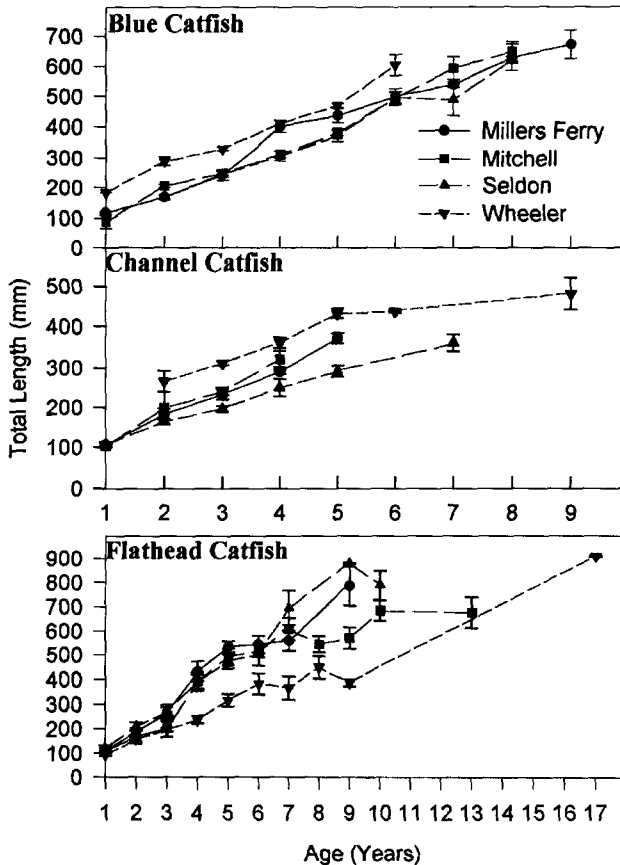 Blue Catfish
700
600
500
400
300
200
100
0
Millers Ferry
Mitchell
Seldon
Wheeler
Channel Catfish
500
400
300
200
100
0
1 2 3 4 5 6 7 8 9
Total Length (mm)
Flathead Catfish
900
800
700
600
500
400
300
200
100
0
1 2 3 4 5 6 7 8 9 10 11 12 13 14 15 16 17
Age (Years)